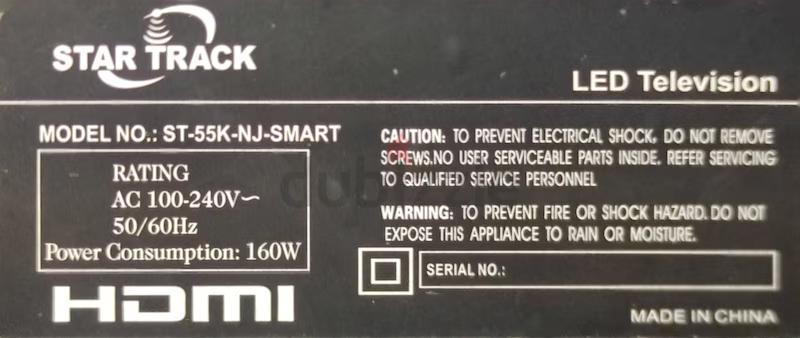 STAR TRACK
LED Television
MODEL NO.: ST-55K-NJ-SMART
RATING
AC 100-240V~
50/60Hz
Power Consumption: 160W
HDMI
CAUTION: TO PREVENT ELECTRICAL SHOCK, DO NOT REMOVE
SCREWS.NO USER SERVICEABLE PARTS INSIDE. REFER SERVICING
TO QUALIFIED SERVICE PERSONNEL
WARNING: TO PREVENT FIRE OR SHOCK HAZARD. DO NOT
EXPOSE THIS APPLIANCE TO RAIN OR MOISTURE.
SERIAL NO.:
MADE IN CHINA